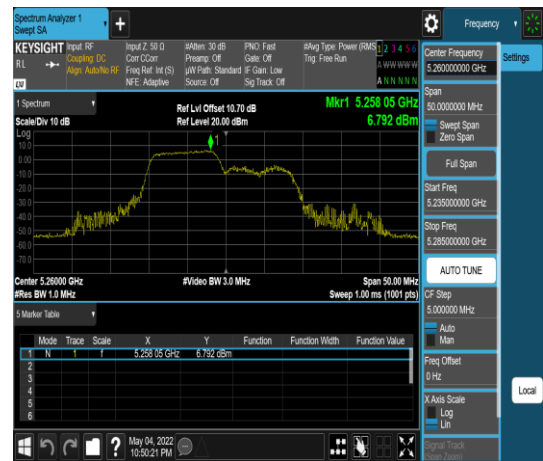 Spectrum Analyzer 1
Swept SA
Frequency
KEYSIGHT
Input: RF
Coupling: DC
Align: Auto/No RF
Input Z: 50 Ω
Corr CCorr
Freq Ref: Int (S)
NFE: Adaptive
#Atten: 30 dB
Preamp: Off
µW Path: Standard
Source: Off
PNO: Fast
Gate: Off
IF Gain: Low
Sig Track: Off
#Avg Type: Power (RMS
Trig: Free Run
1 2 3 4 5 6
A W W W W W
A N N N N N
RL
LXI
1 Spectrum
Scale/Div 10 dB
Ref Lvl Offset 10.70 dB
Ref Level 20.00 dBm
Mkr1 5.258 05 GHz
6.792 dBm
Log
10.0
0.00
-10.0
-20.0
-30.0
-40.0
-50.0
-60.0
-70.0
1
Center 5.26000 GHz
#Res BW 1.0 MHz
#Video BW 3.0 MHz
Span 50.00 MHz
Sweep 1.00 ms (1001 pts)
5 Marker Table
Mode Trace Scale X Y Function Function Width Function Value
1 N 1 f 5.258 05 GHz 6.792 dBm
2
3
4
5
6
May 04, 2022
10:50:21 PM
Center Frequency
5.260000000 GHz
Settings
Span
50.0000000 MHz
Swept Span
Zero Span
Full Span
Start Freq
5.235000000 GHz
Stop Freq
5.285000000 GHz
AUTO TUNE
CF Step
5.000000 MHz
Auto
Man
Freq Offset
0 Hz
X Axis Scale
Log
Lin
Local
Signal Track
(Span Zoom)